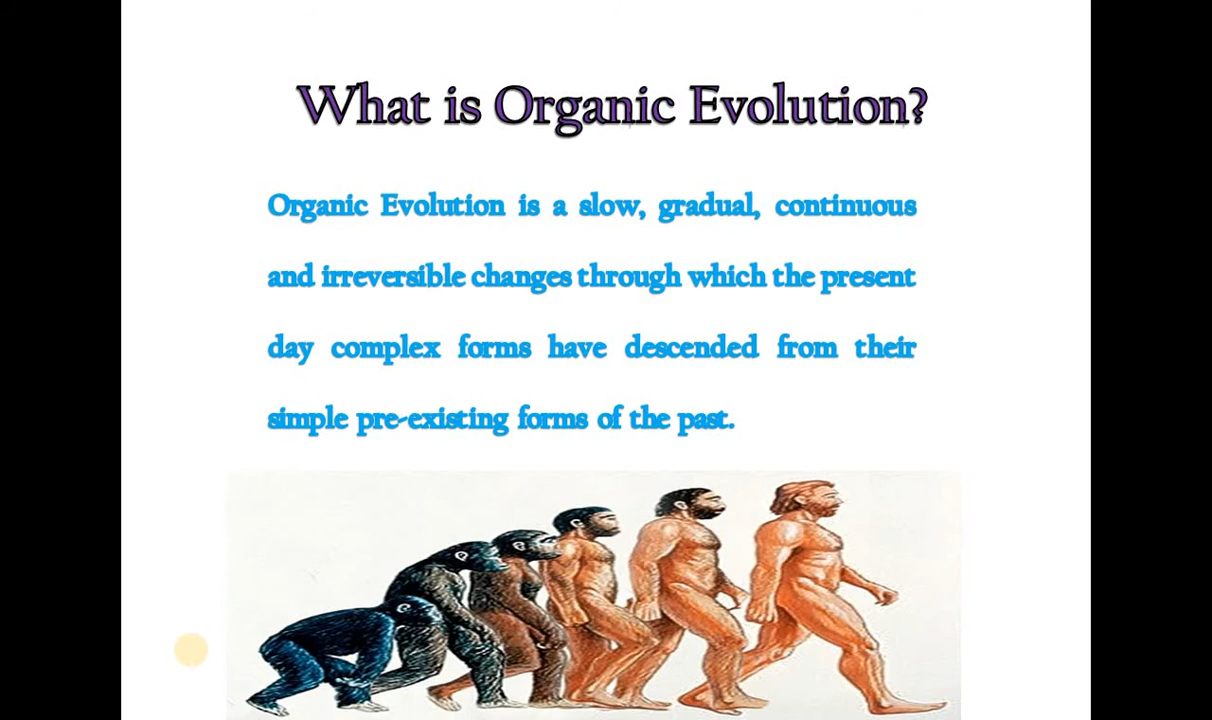 What is Organic Evolution?
Organic Evolution is a slow, gradual, continuous
and irreversible changes through which the present
day complex forms have descended from their
simple pre-existing forms of the past.